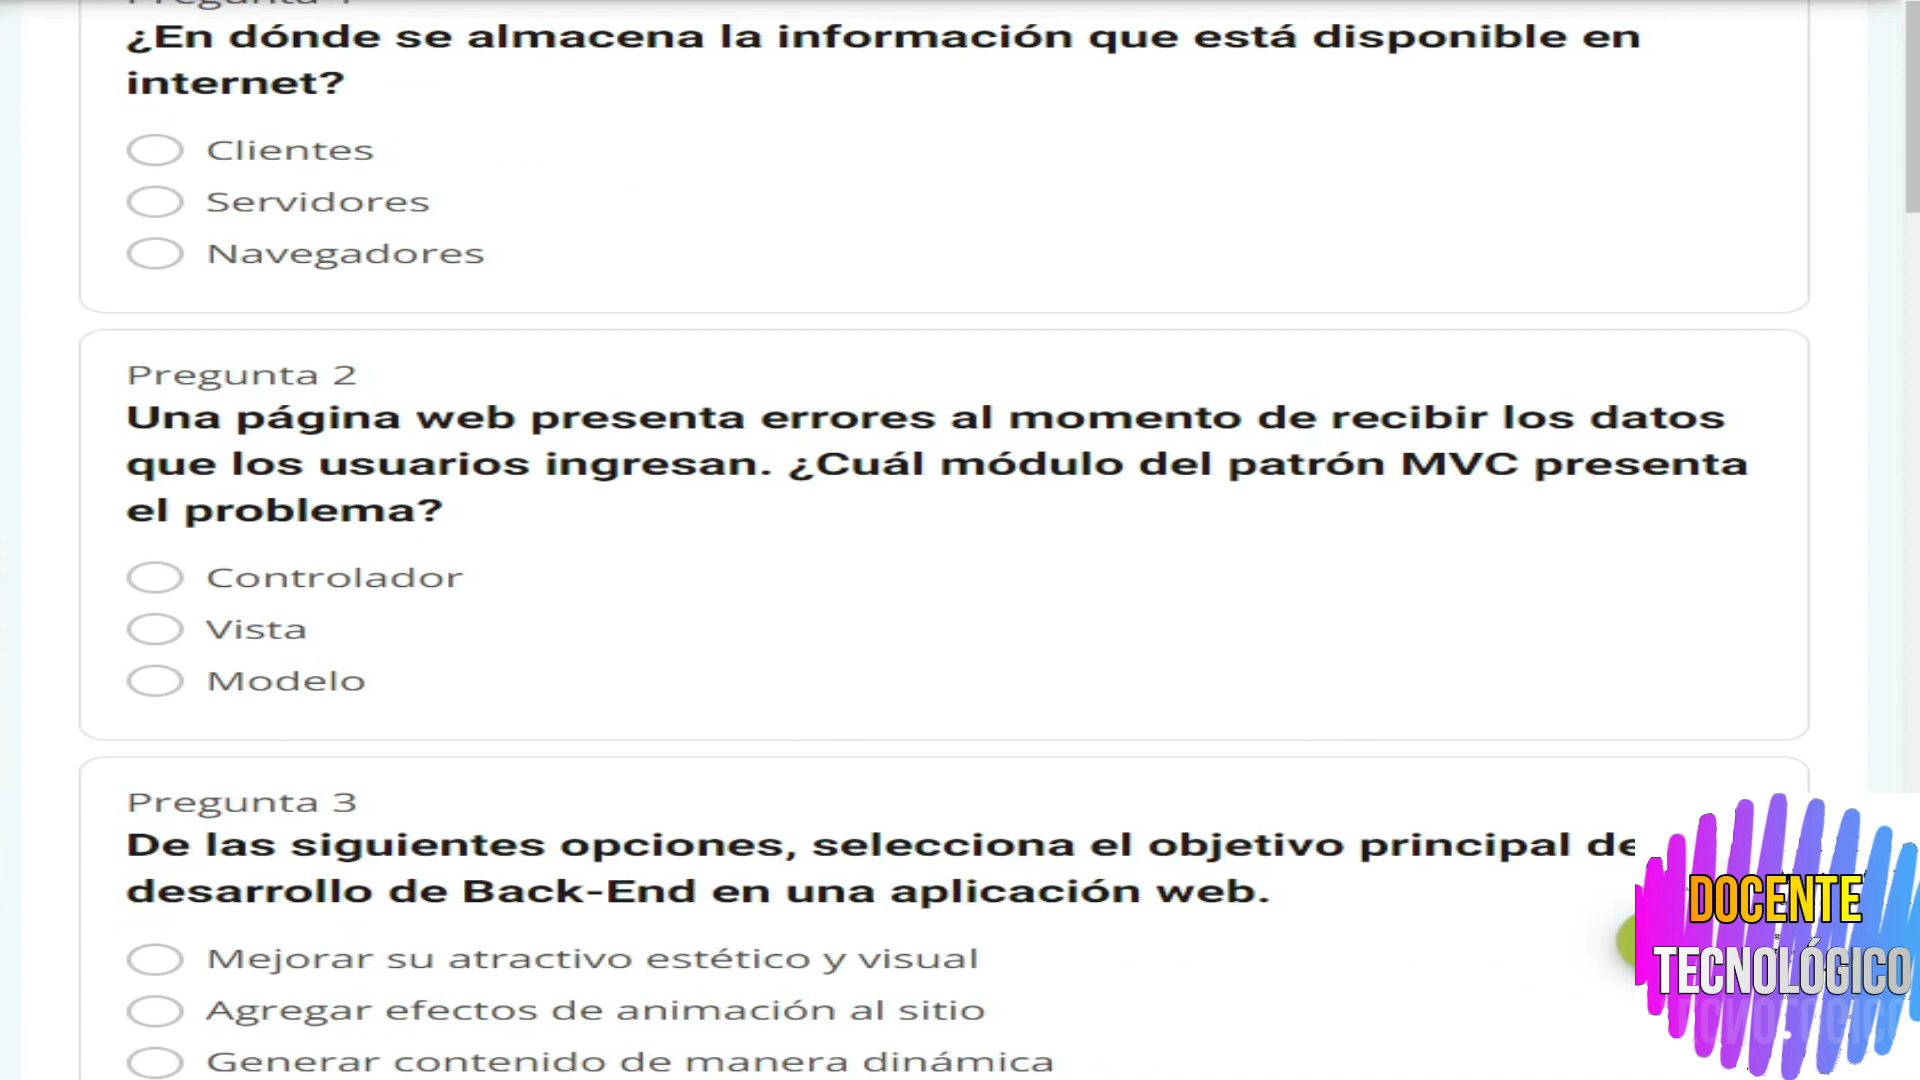 Pregunta 1
¿En dónde se almacena la información que está disponible en
internet?
Clientes
Servidores
Navegadores
Pregunta 2
Una página web presenta errores al momento de recibir los datos
que los usuarios ingresan. ¿Cuál módulo del patrón MVC presenta
el problema?
Controlador
Vista
Modelo
Pregunta 3
De las siguientes opciones, selecciona el objetivo principal de
desarrollo de Back-End en una aplicación web.
Mejorar su atractivo estético y visual
Agregar efectos de animación al sitio
Generar contenido de manera dinámica
DOCENTE
TECNOLÓGICO